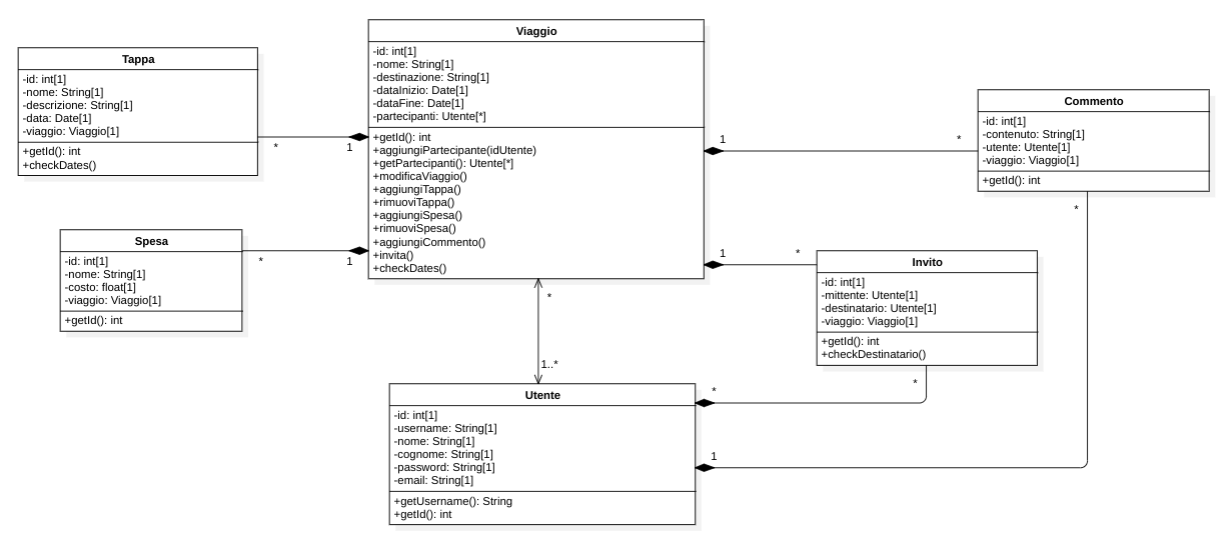 Viaggio
-id: int[1]
-nome: String[1]
-destinazione: String[1]
-dataInizio: Date[1]
-dataFine: Date[1]
-partecipanti: Utente[*]
+getId(): int
+aggiungiPartecipante(idUtente)
+getPartecipanti(): Utente[*]
+modificaViaggio()
+aggiungiTappa()
+rimuoviTappa()
+aggiungiSpesa()
+rimuoviSpesa()
+aggiungiCommento()
+invita()
+checkDates()
Tappa
-id: int[1]
-nome: String[1]
-descrizione: String[1]
-data: Date[1]
-viaggio: Viaggio[1]
+getId(): int
+checkDates()
*
1
Commento
-id: int[1]
-contenuto: String[1]
-utente: Utente[1]
-viaggio: Viaggio[1]
+getId(): int
1
*
*
Spesa
-id: int[1]
-nome: String[1]
-costo: float[1]
-viaggio: Viaggio[1]
+getId(): int
*
1
Invito
-id: int[1]
-mittente: Utente[1]
-destinatario: Utente[1]
-viaggio: Viaggio[1]
+getId(): int
+checkDestinatario()
1
*
*
*
1..*
Utente
-id: int[1]
-username: String[1]
-nome: String[1]
-cognome: String[1]
-password: String[1]
-email: String[1]
+getUsername(): String
+getId(): int
*
1